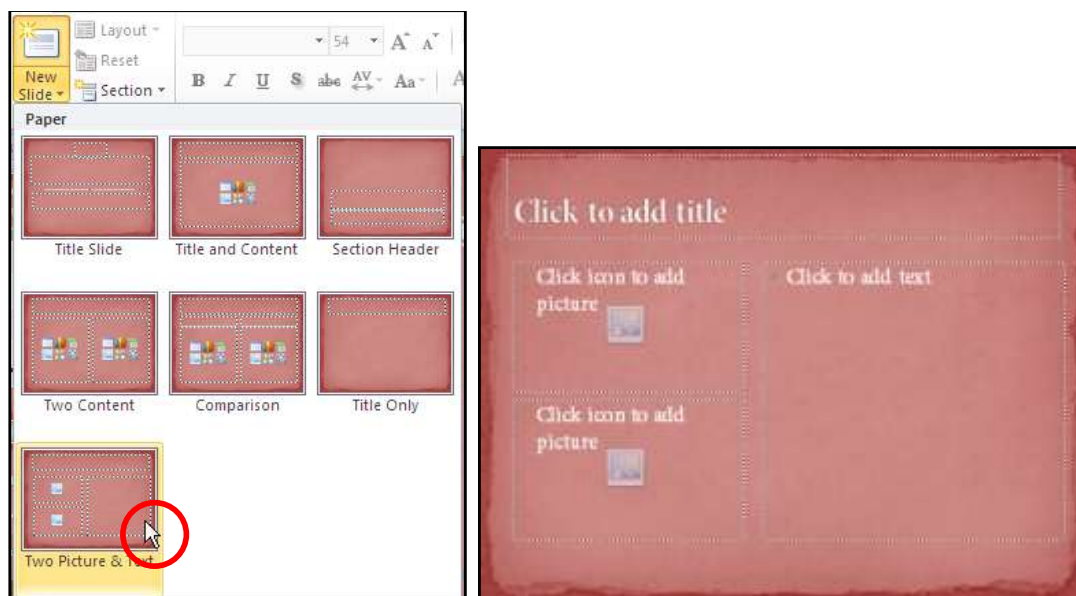 Layout
Reset
New
Slide
Section
54
A A
B I U S abc AV Aa A
Paper
Title Slide
Title and Content
Section Header
Two Content
Comparison
Title Only
Two Picture & Text
Click to add title
Click icon to add
picture
Click to add text
Click icon to add
picture